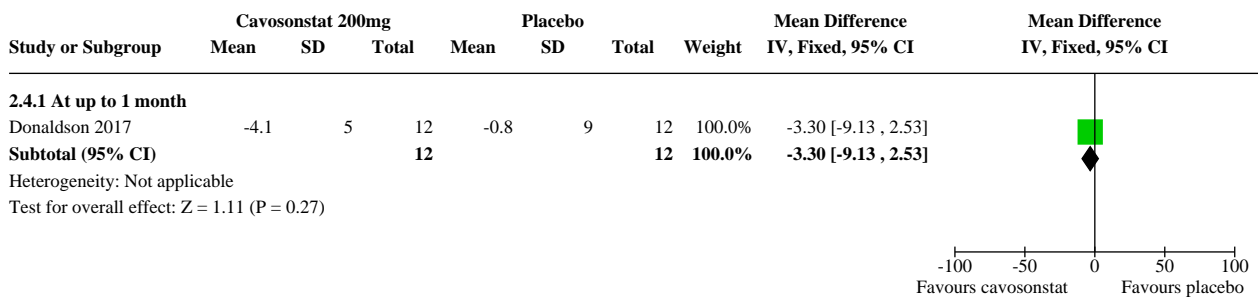 Cavosonstat 200mg Placebo Mean Difference Mean Difference
Study or Subgroup Mean SD Total Mean SD Total Weight IV, Fixed, 95% CI IV, Fixed, 95% CI
2.4.1 At up to 1 month
Donaldson 2017 -4.1 5 12 -0.8 9 12 100.0% -3.30 [-9.13 , 2.53]
Subtotal (95% CI) 12 12 100.0% -3.30 [-9.13 , 2.53]
Heterogeneity: Not applicable
Test for overall effect: Z = 1.11 (P = 0.27)
-100 -50 0 50 100
Favours cavosonstat Favours placebo